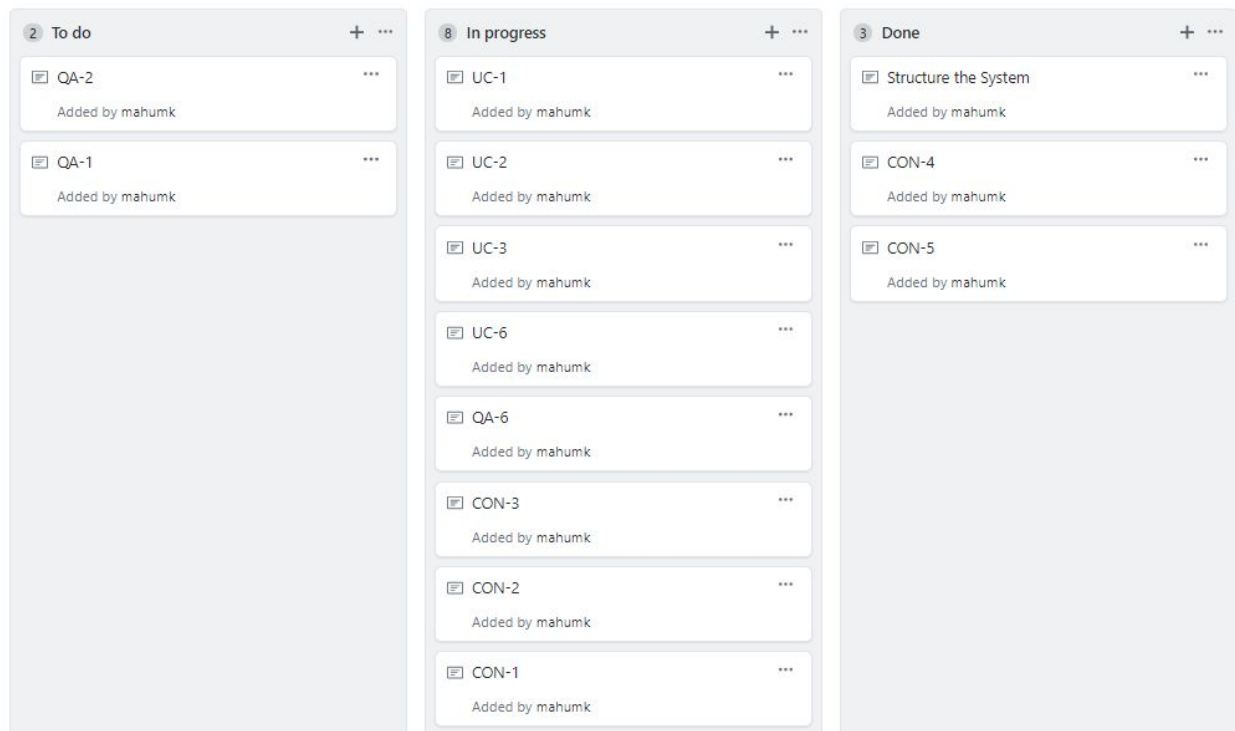 2 To do
QA-2
Added by mahumk
QA-1
Added by mahumk
8 In progress
UC-1
Added by mahumk
UC-2
Added by mahumk
UC-3
Added by mahumk
UC-6
Added by mahumk
QA-6
Added by mahumk
CON-3
Added by mahumk
CON-2
Added by mahumk
CON-1
Added by mahumk
3 Done
Structure the System
Added by mahumk
CON-4
Added by mahumk
CON-5
Added by mahumk